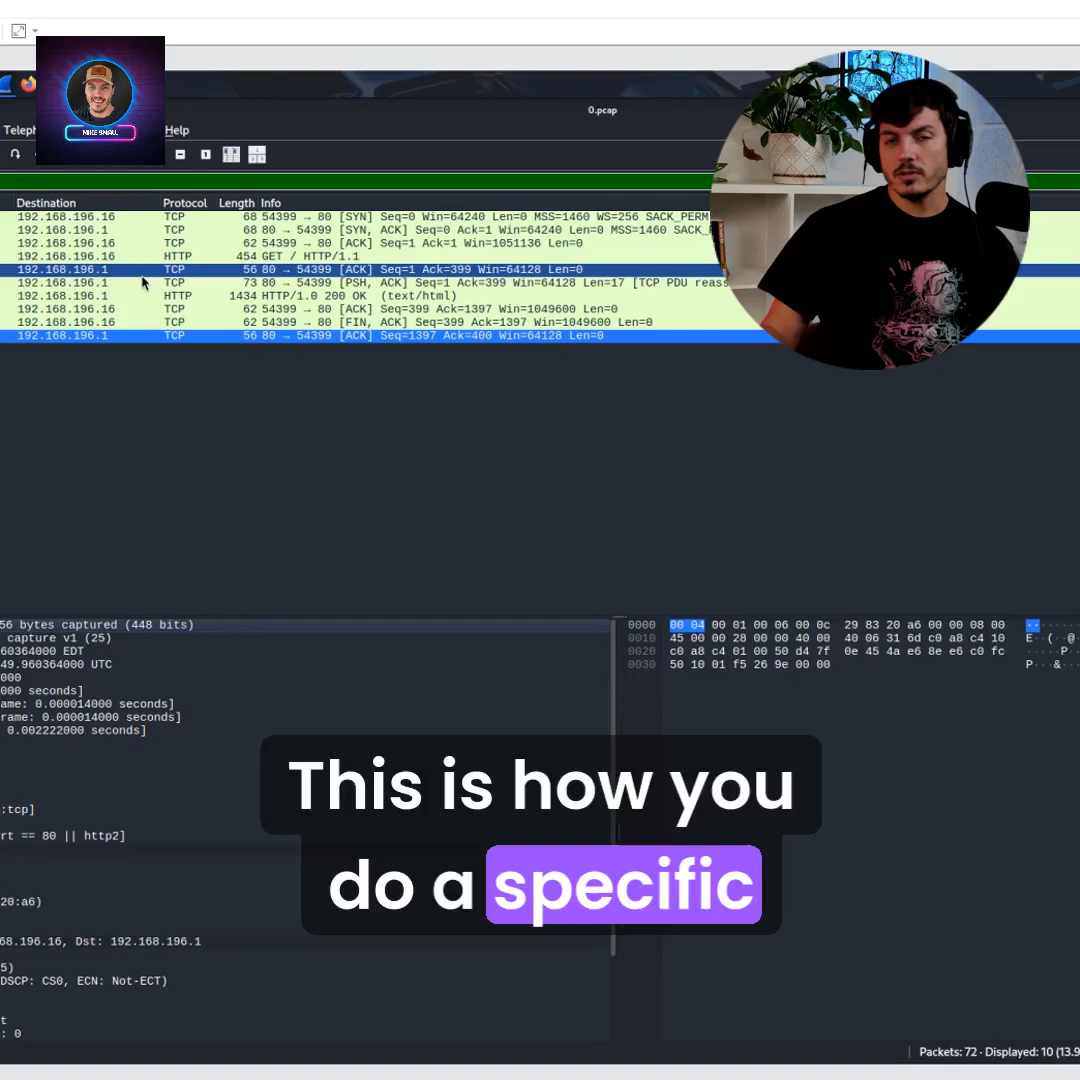 0.pcap
MIKE SMALL
Teleph
Help
Destination Protocol Length Info
192.168.196.16 TCP 68 54399 → 80 [SYN] Seq=0 Win=64240 Len=0 MSS=1460 WS=256 SACK_PERM
192.168.196.1 TCP 68 80 → 54399 [SYN, ACK] Seq=0 Ack=1 Win=64240 Len=0 MSS=1460 SACK_
192.168.196.16 TCP 62 54399 → 80 [ACK] Seq=1 Ack=1 Win=1051136 Len=0
192.168.196.16 HTTP 454 GET / HTTP/1.1
192.168.196.1 TCP 56 80 → 54399 [ACK] Seq=1 Ack=399 Win=64128 Len=0
192.168.196.1 TCP 73 80 → 54399 [PSH, ACK] Seq=1 Ack=399 Win=64128 Len=17 [TCP PDU reass
192.168.196.1 HTTP 1434 HTTP/1.0 200 OK (text/html)
192.168.196.16 TCP 62 54399 → 80 [ACK] Seq=399 Ack=1397 Win=1049600 Len=0
192.168.196.16 TCP 62 54399 → 80 [FIN, ACK] Seq=399 Ack=1397 Win=1049600 Len=0
192.168.196.1 TCP 56 80 → 54399 [ACK] Seq=1397 Ack=400 Win=64128 Len=0
56 bytes captured (448 bits)
capture v1 (25)
60364000 EDT
49.960364000 UTC
000
000 seconds]
ame: 0.000014000 seconds]
rame: 0.000014000 seconds]
0.002222000 seconds]
:tcp]
rt == 80 || http2]
20:a6)
68.196.16, Dst: 192.168.196.1
5)
DSCP: CS0, ECN: Not-ECT)
t
: 0
0000 00 04 00 01 00 06 00 0c 29 83 20 a6 00 00 08 00 ········
0010 45 00 00 28 00 00 40 00 40 06 31 6d c0 a8 c4 10 E··(··@
0020 c0 a8 c4 01 00 50 d4 7f 0e 45 4a e6 8e e6 c0 fc ·····P·
0030 50 10 01 f5 26 9e 00 00 P···&·
This is how you
do a specific
Packets: 72 · Displayed: 10 (13.9